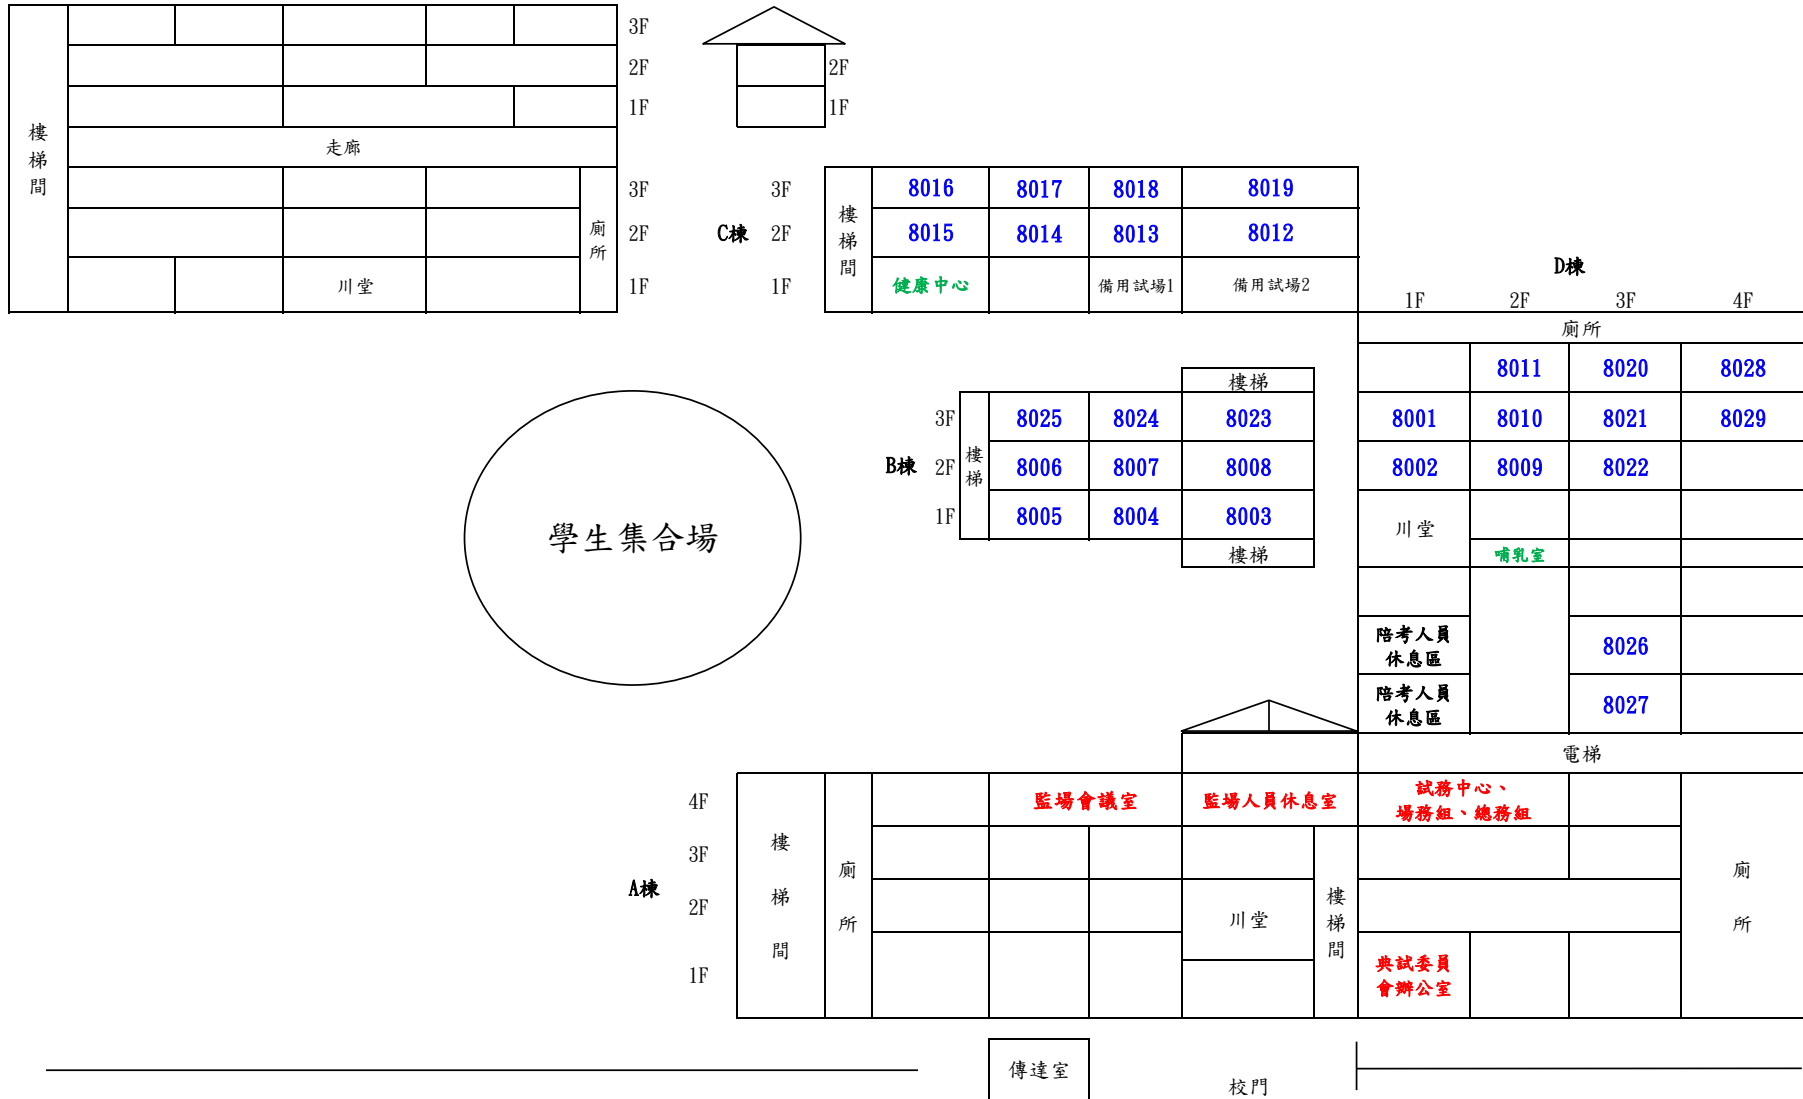 3F
2F
1F
2F
1F
樓梯間
走廊
3F
2F
1F
廁所
川堂
C棟
3F
2F
1F
樓梯間
8016 8017 8018 8019
8015 8014 8013 8012
健康中心 備用試場1 備用試場2
D棟
1F 2F 3F 4F
廁所
8011 8020 8028
8001 8010 8021 8029
8002 8009 8022
川堂
哺乳室
陪考人員
休息區
8026
陪考人員
休息區
8027
電梯
樓梯
B棟
3F
2F
1F
樓梯
8025 8024 8023
8006 8007 8008
8005 8004 8003
樓梯
學生集合場
A棟
4F
3F
2F
1F
樓梯間
廁所
監場會議室
監場人員休息室
試務中心、
場務組、總務組
川堂
樓梯間
典試委員
會辦公室
廁所
傳達室
校門